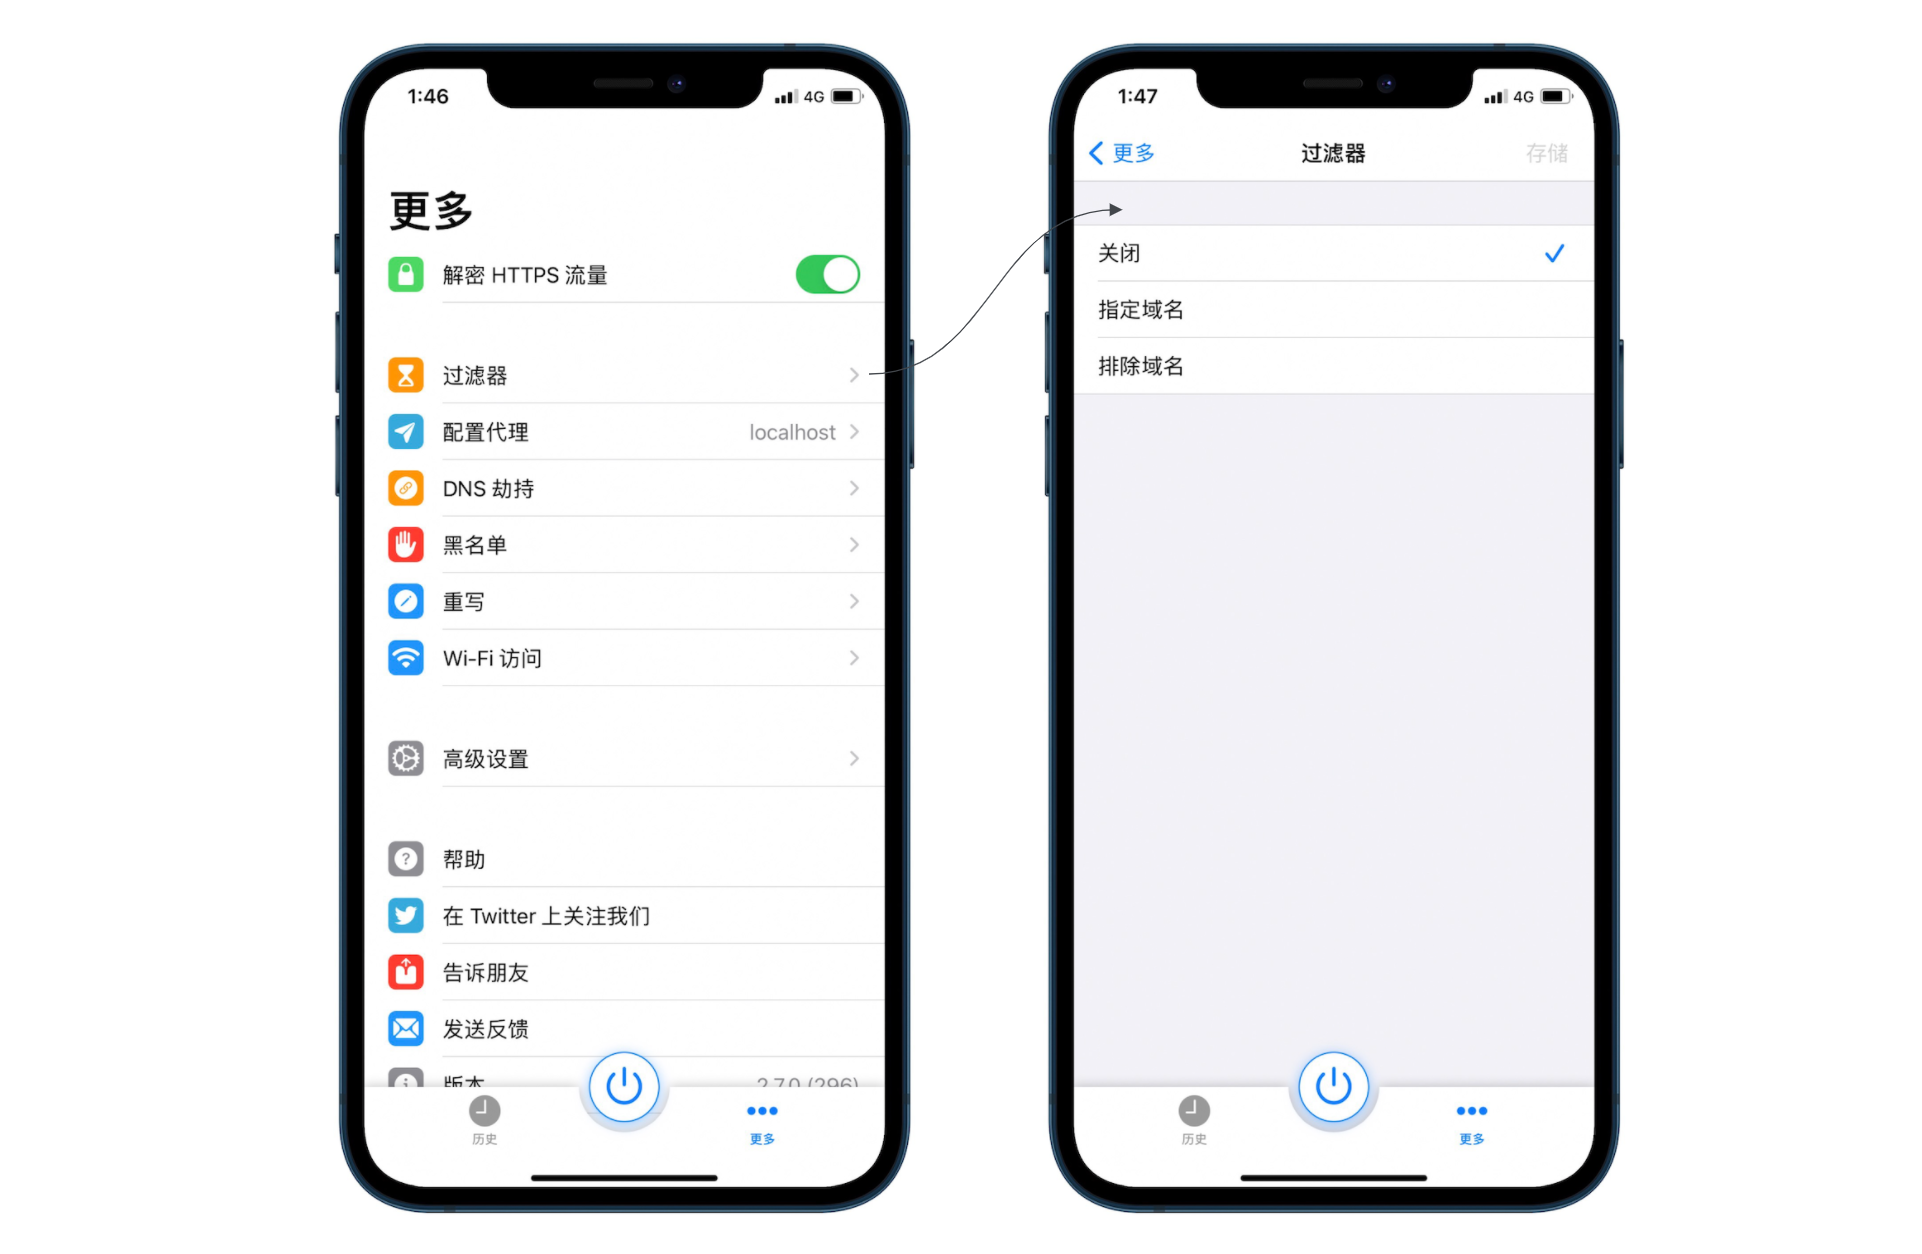 1:46
4G
更多
解密 HTTPS 流量
过滤器
配置代理 localhost
DNS 劫持
黑名单
重写
Wi-Fi 访问
高级设置
帮助
在 Twitter 上关注我们
告诉朋友
发送反馈
版本 2.7.0 (296)
历史
更多
1:47
4G
更多
过滤器
存储
关闭
指定域名
排除域名
历史
更多